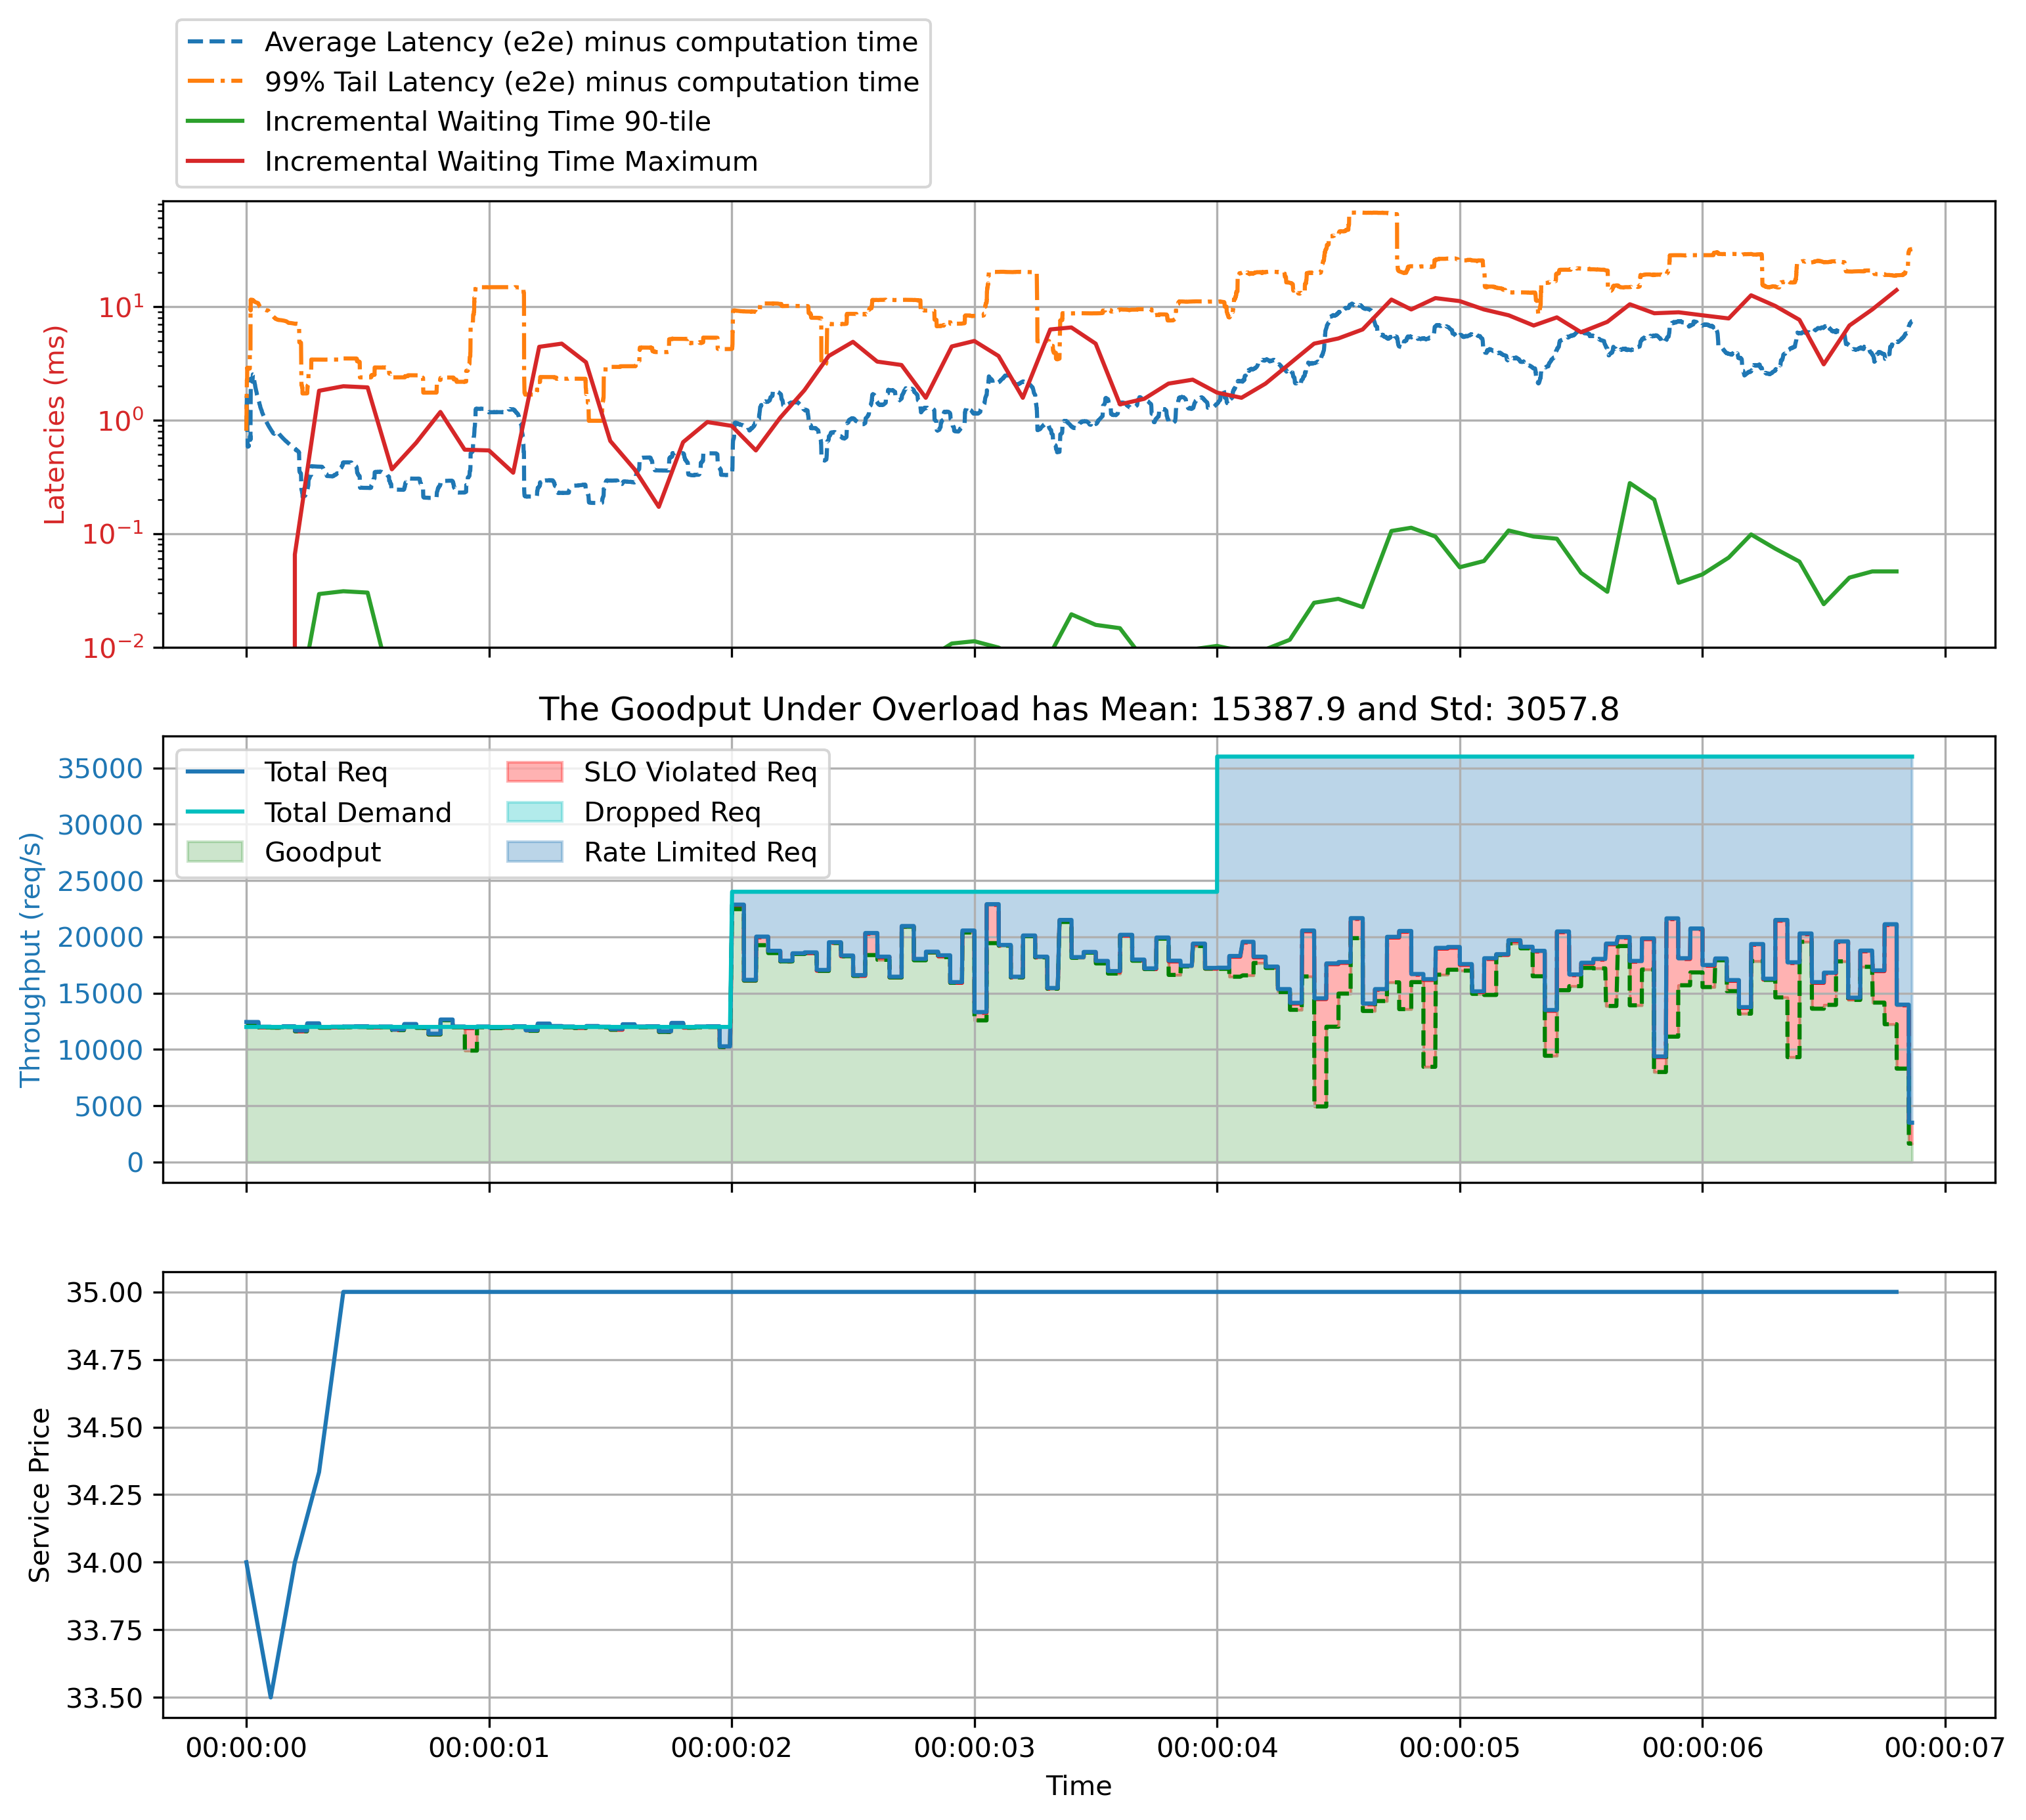 Average Latency (e2e) minus computation time
99% Tail Latency (e2e) minus computation time
Incremental Waiting Time 90-tile
Incremental Waiting Time Maximum
Latencies (ms)
10¹
10⁰
10⁻¹
10⁻²
The Goodput Under Overload has Mean: 15387.9 and Std: 3057.8
Total Req
Total Demand
Goodput
SLO Violated Req
Dropped Req
Rate Limited Req
Throughput (req/s)
35000
30000
25000
20000
15000
10000
5000
0
Service Price
35.00
34.75
34.50
34.25
34.00
33.75
33.50
00:00:00 00:00:01 00:00:02 00:00:03 00:00:04 00:00:05 00:00:06 00:00:07
Time